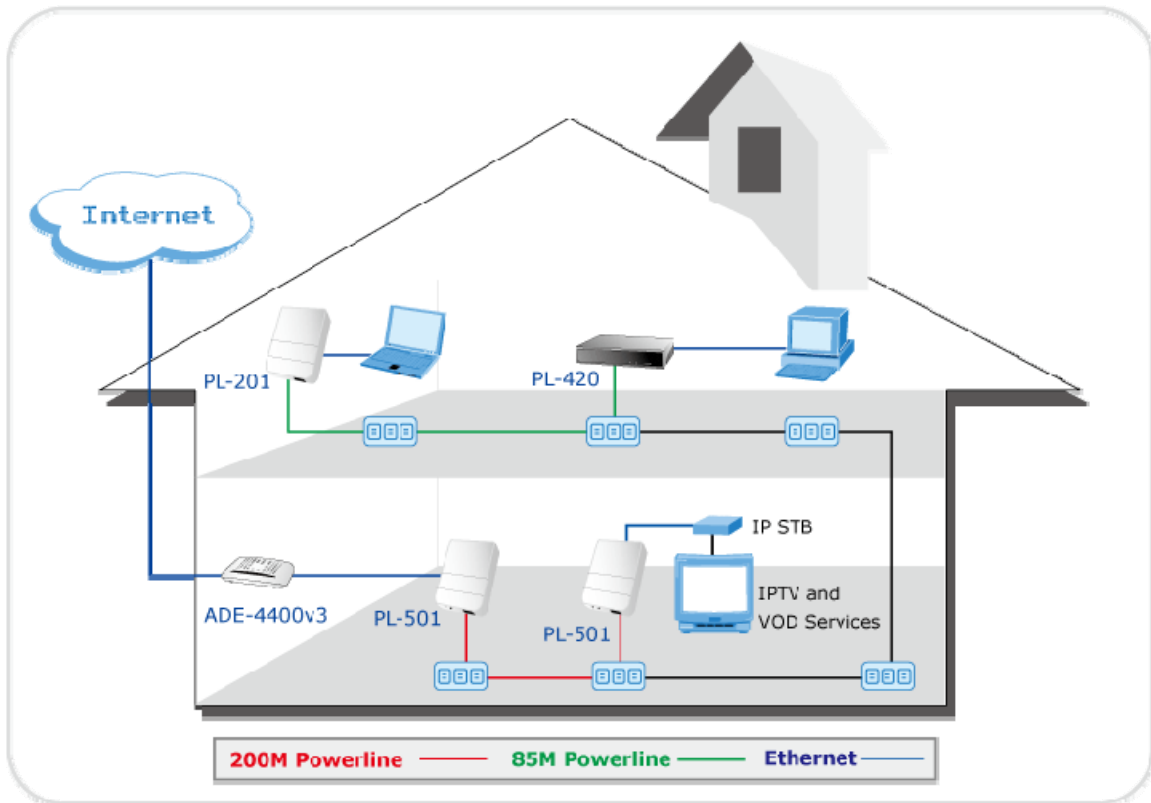 Internet
PL-201
PL-420
IP STB
IPTV and
VOD Services
ADE-4400v3
PL-501
PL-501
200M Powerline
85M Powerline
Ethernet